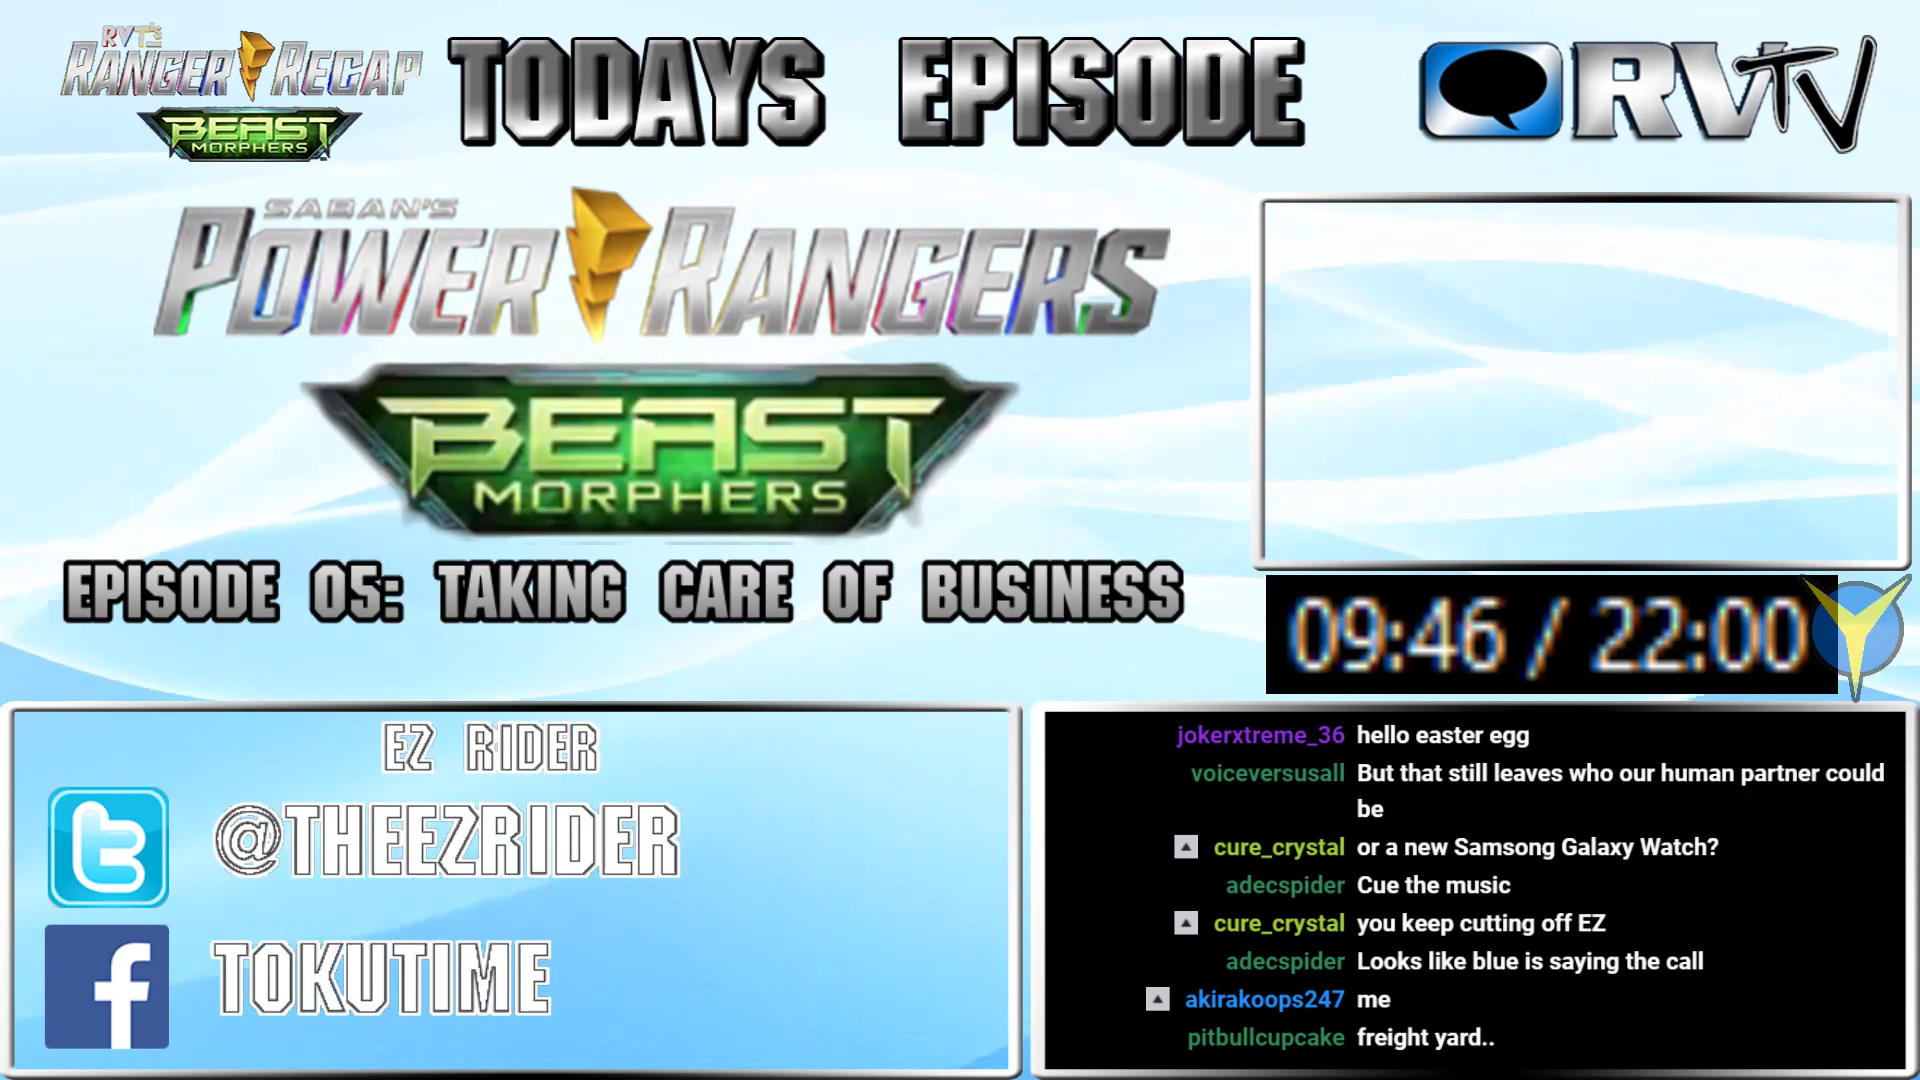 RVT's
RANGER RECAP
BEAST
MORPHERS
TODAYS EPISODE
RVTV
SABAN'S
POWER RANGERS
BEAST
MORPHERS
EPISODE 05: TAKING CARE OF BUSINESS
09:46 / 22:00
EZ RIDER
@THEEZRIDER
TOKUTIME
jokerxtreme_36 hello easter egg
voiceversusall But that still leaves who our human partner could
be
cure_crystal or a new Samsong Galaxy Watch?
adecspider Cue the music
cure_crystal you keep cutting off EZ
adecspider Looks like blue is saying the call
akirakoops247 me
pitbullcupcake freight yard..